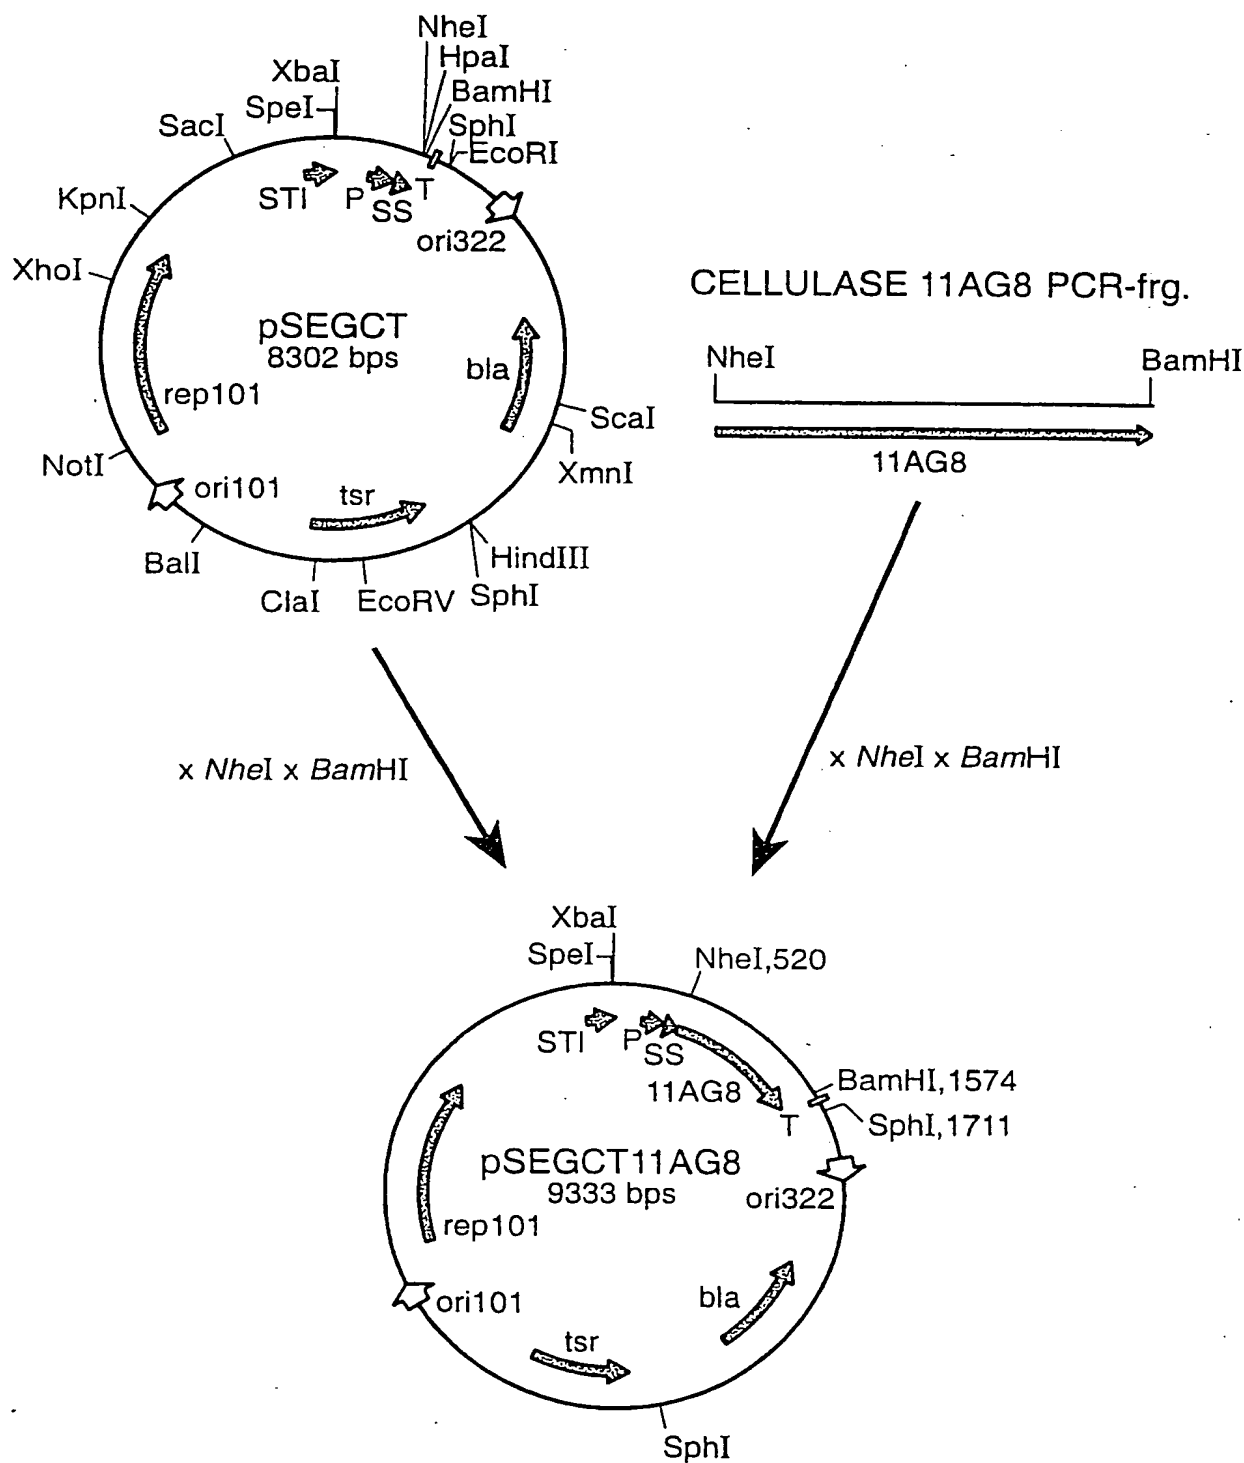 NheI
HpaI
XbaI
BamHI
SpeI
SphI
SacI
EcoRI
STI
P
SS
T
KpnI
ori322
XhoI
CELLULASE 11AG8 PCR-frg.
pSEGCT
8302 bps
NheI
BamHI
bla
rep101
ScaI
11AG8
NotI
XmnI
ori101
tsr
BalI
HindIII
ClaI
EcoRV
SphI
x NheI x BamHI
x NheI x BamHI
XbaI
SpeI
NheI,520
STI
P
SS
BamHI,1574
11AG8
T
SphI,1711
pSEGCT11AG8
9333 bps
ori322
rep101
ori101
bla
tsr
SphI